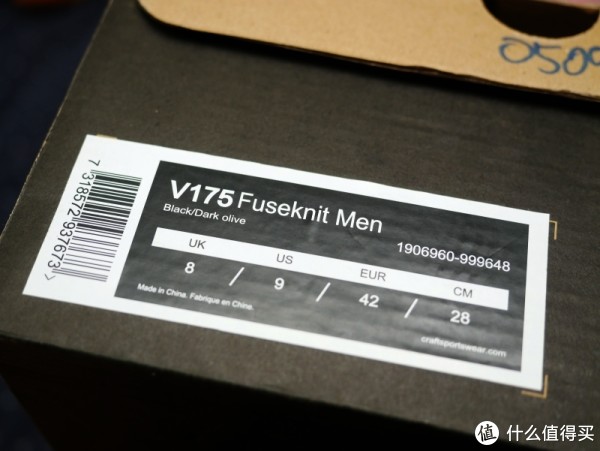 0509
7 318572 937673 >
V175 Fuseknit Men
Black/Dark olive
1906960-999648
UK US EUR CM
8 / 9 / 42 / 28
Made in China. Fabriqué en Chine.
craftsportswear.com
值 什么值得买